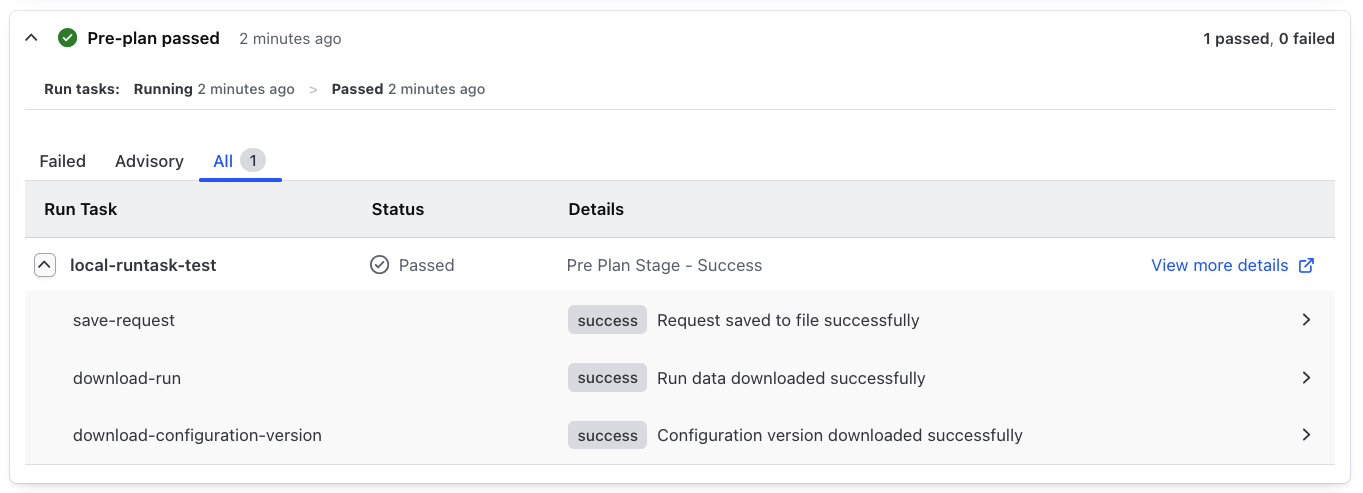 Pre-plan passed 2 minutes ago 1 passed, 0 failed
Run tasks: Running 2 minutes ago > Passed 2 minutes ago
Failed Advisory All 1
Run Task Status Details
local-runtask-test Passed Pre Plan Stage - Success View more details
save-request success Request saved to file successfully
download-run success Run data downloaded successfully
download-configuration-version success Configuration version downloaded successfully